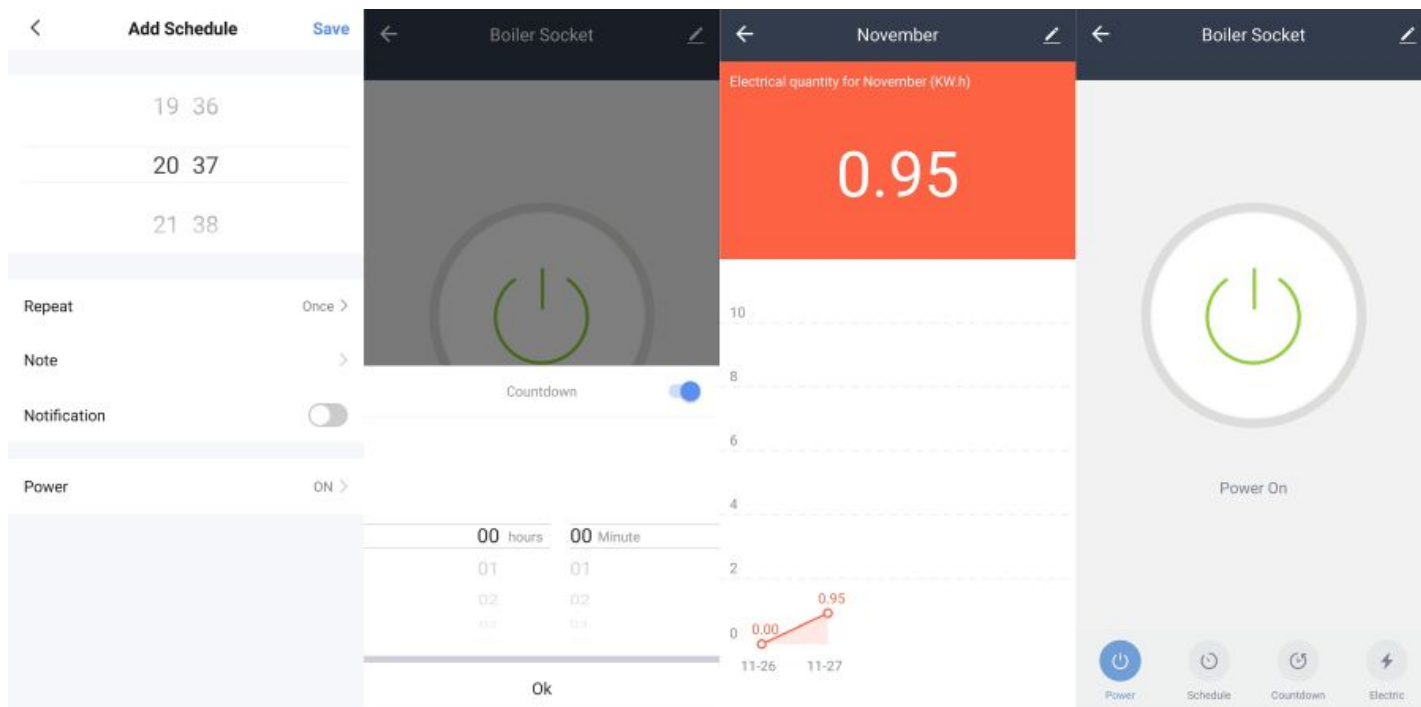 Add Schedule Save
19 36
20 37
21 38
Repeat Once
Note
Notification
Power ON
Boiler Socket
Countdown
00 hours 00 Minute
01 01
02 02
03 03
Ok
November
Electrical quantity for November (KW.h)
0.95
10
8
6
4
2
0.95
0 0.00
11-26 11-27
Boiler Socket
Power On
Power Schedule Countdown Electric